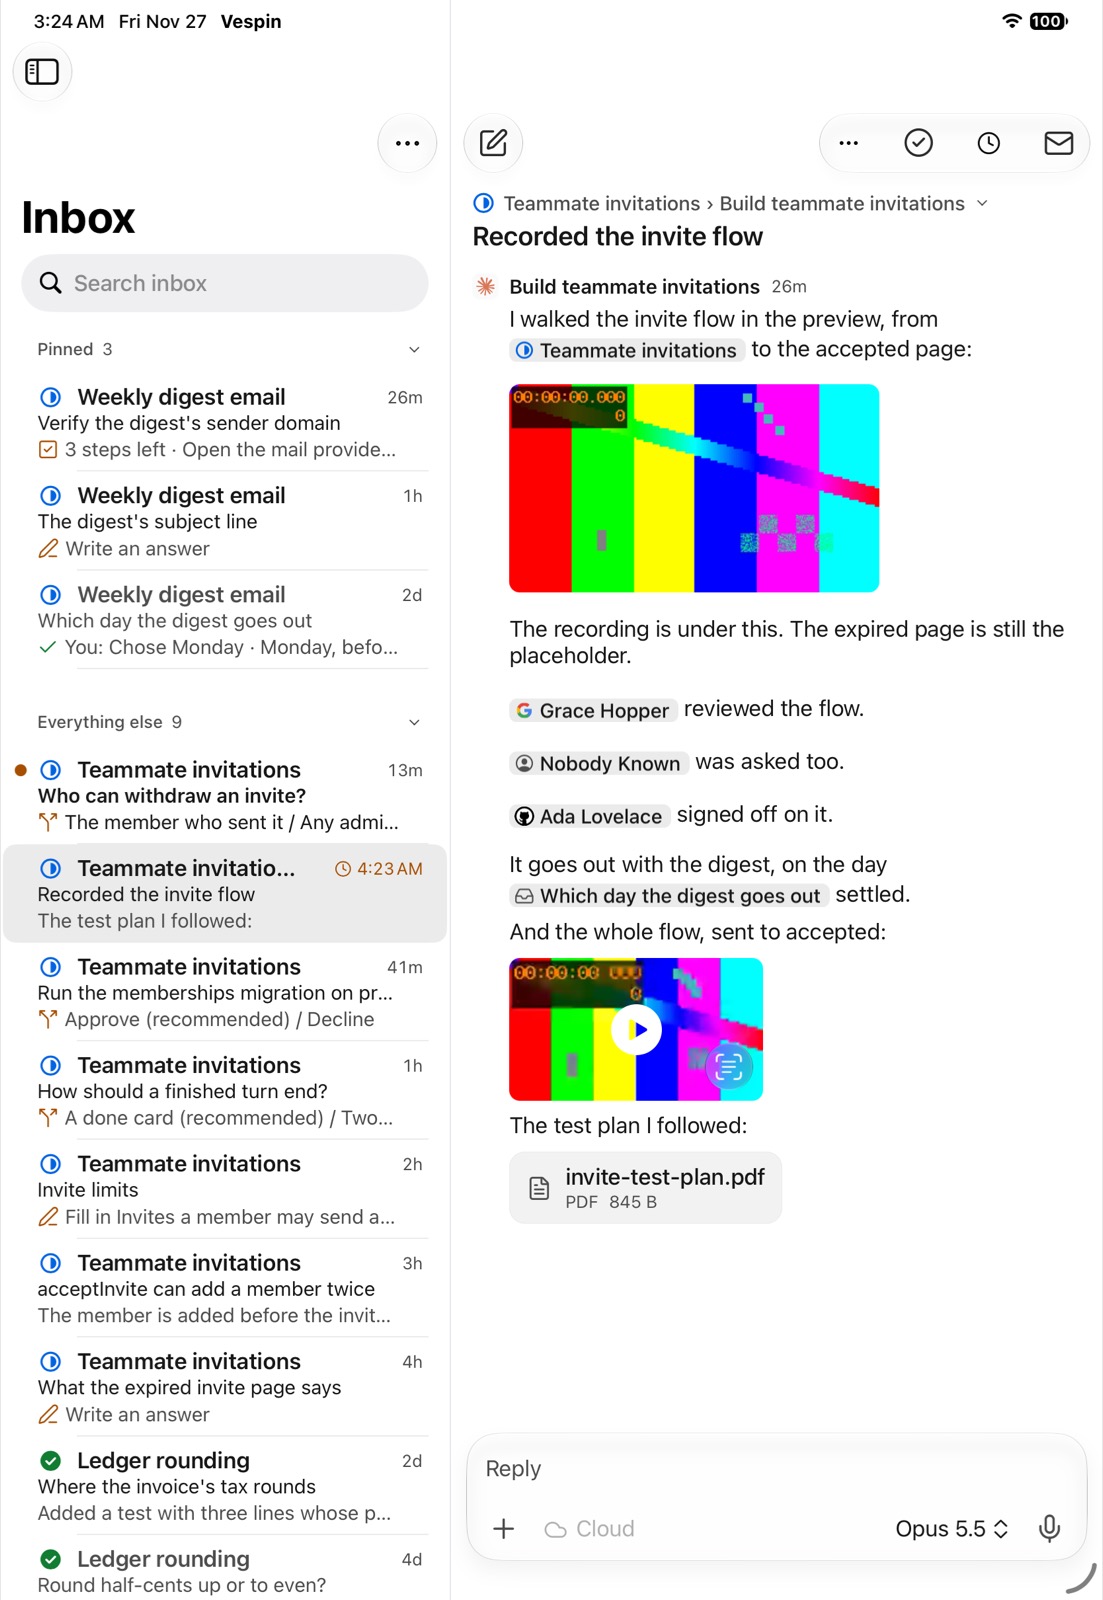 3:24 AM Fri Nov 27 Vespin
100
Inbox
Search inbox
Pinned 3
Weekly digest email 26m
Verify the digest's sender domain
3 steps left · Open the mail provide...
Weekly digest email 1h
The digest's subject line
Write an answer
Weekly digest email 2d
Which day the digest goes out
You: Chose Monday · Monday, befo...
Everything else 9
Teammate invitations 13m
Who can withdraw an invite?
The member who sent it / Any admi...
Teammate invitatio... 4:23 AM
Recorded the invite flow
The test plan I followed:
Teammate invitations 41m
Run the memberships migration on pr...
Approve (recommended) / Decline
Teammate invitations 1h
How should a finished turn end?
A done card (recommended) / Two...
Teammate invitations 2h
Invite limits
Fill in Invites a member may send a...
Teammate invitations 3h
acceptInvite can add a member twice
The member is added before the invit...
Teammate invitations 4h
What the expired invite page says
Write an answer
Ledger rounding 2d
Where the invoice's tax rounds
Added a test with three lines whose p...
Ledger rounding 4d
Round half-cents up or to even?
Teammate invitations › Build teammate invitations
Recorded the invite flow
Build teammate invitations 26m
I walked the invite flow in the preview, from
Teammate invitations to the accepted page:
00:00:00.000
0
The recording is under this. The expired page is still the
placeholder.
Grace Hopper reviewed the flow.
Nobody Known was asked too.
Ada Lovelace signed off on it.
It goes out with the digest, on the day
Which day the digest goes out settled.
And the whole flow, sent to accepted:
00:00:00
0
The test plan I followed:
invite-test-plan.pdf
PDF 845 B
Reply
Cloud
Opus 5.5